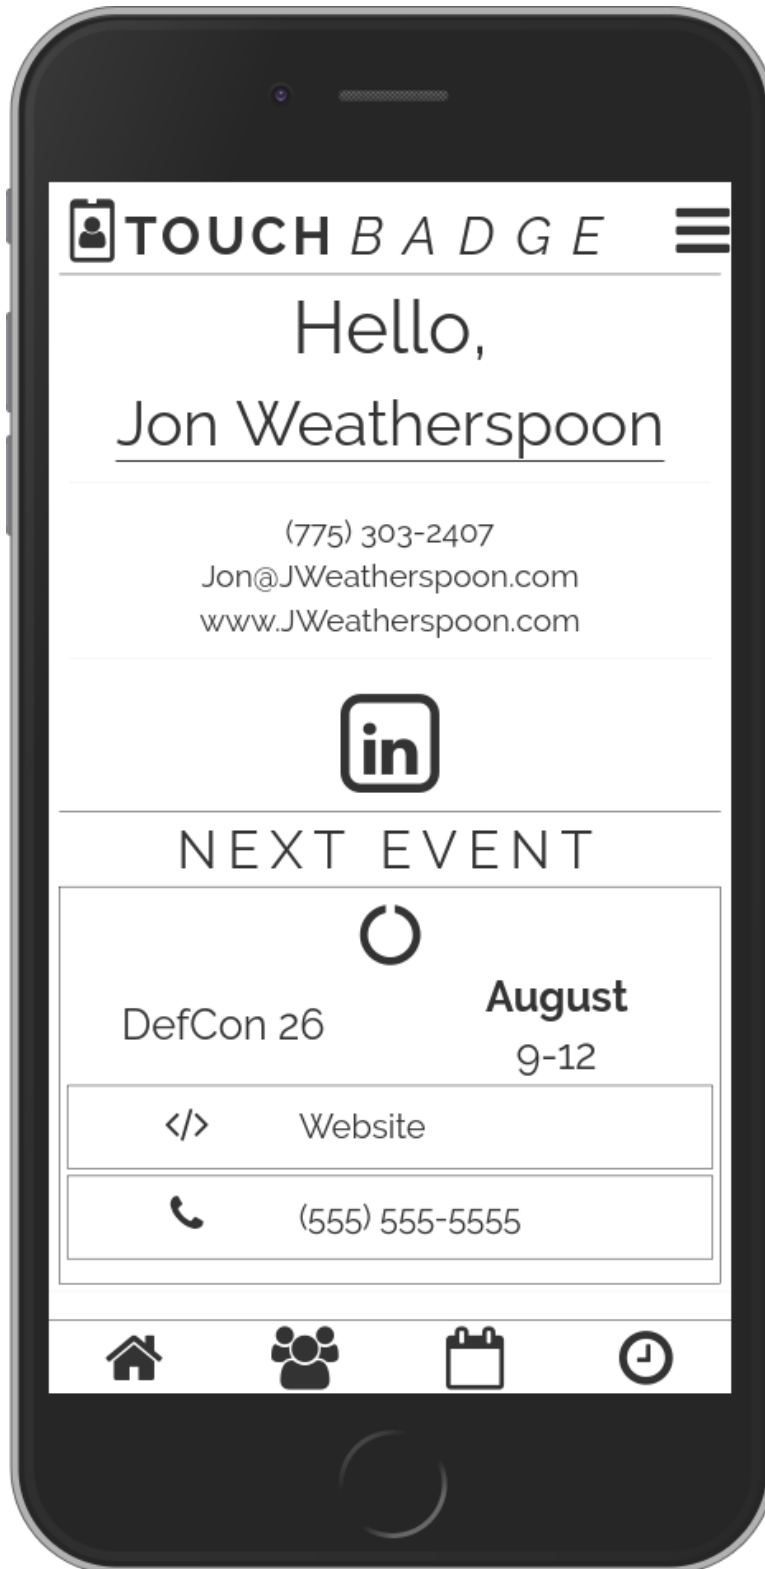 TOUCH BADGE
Hello,
Jon Weatherspoon
(775) 303-2407
Jon@JWeatherspoon.com
www.JWeatherspoon.com
in
NEXT EVENT
DefCon 26
August
9-12
</> Website
(555) 555-5555